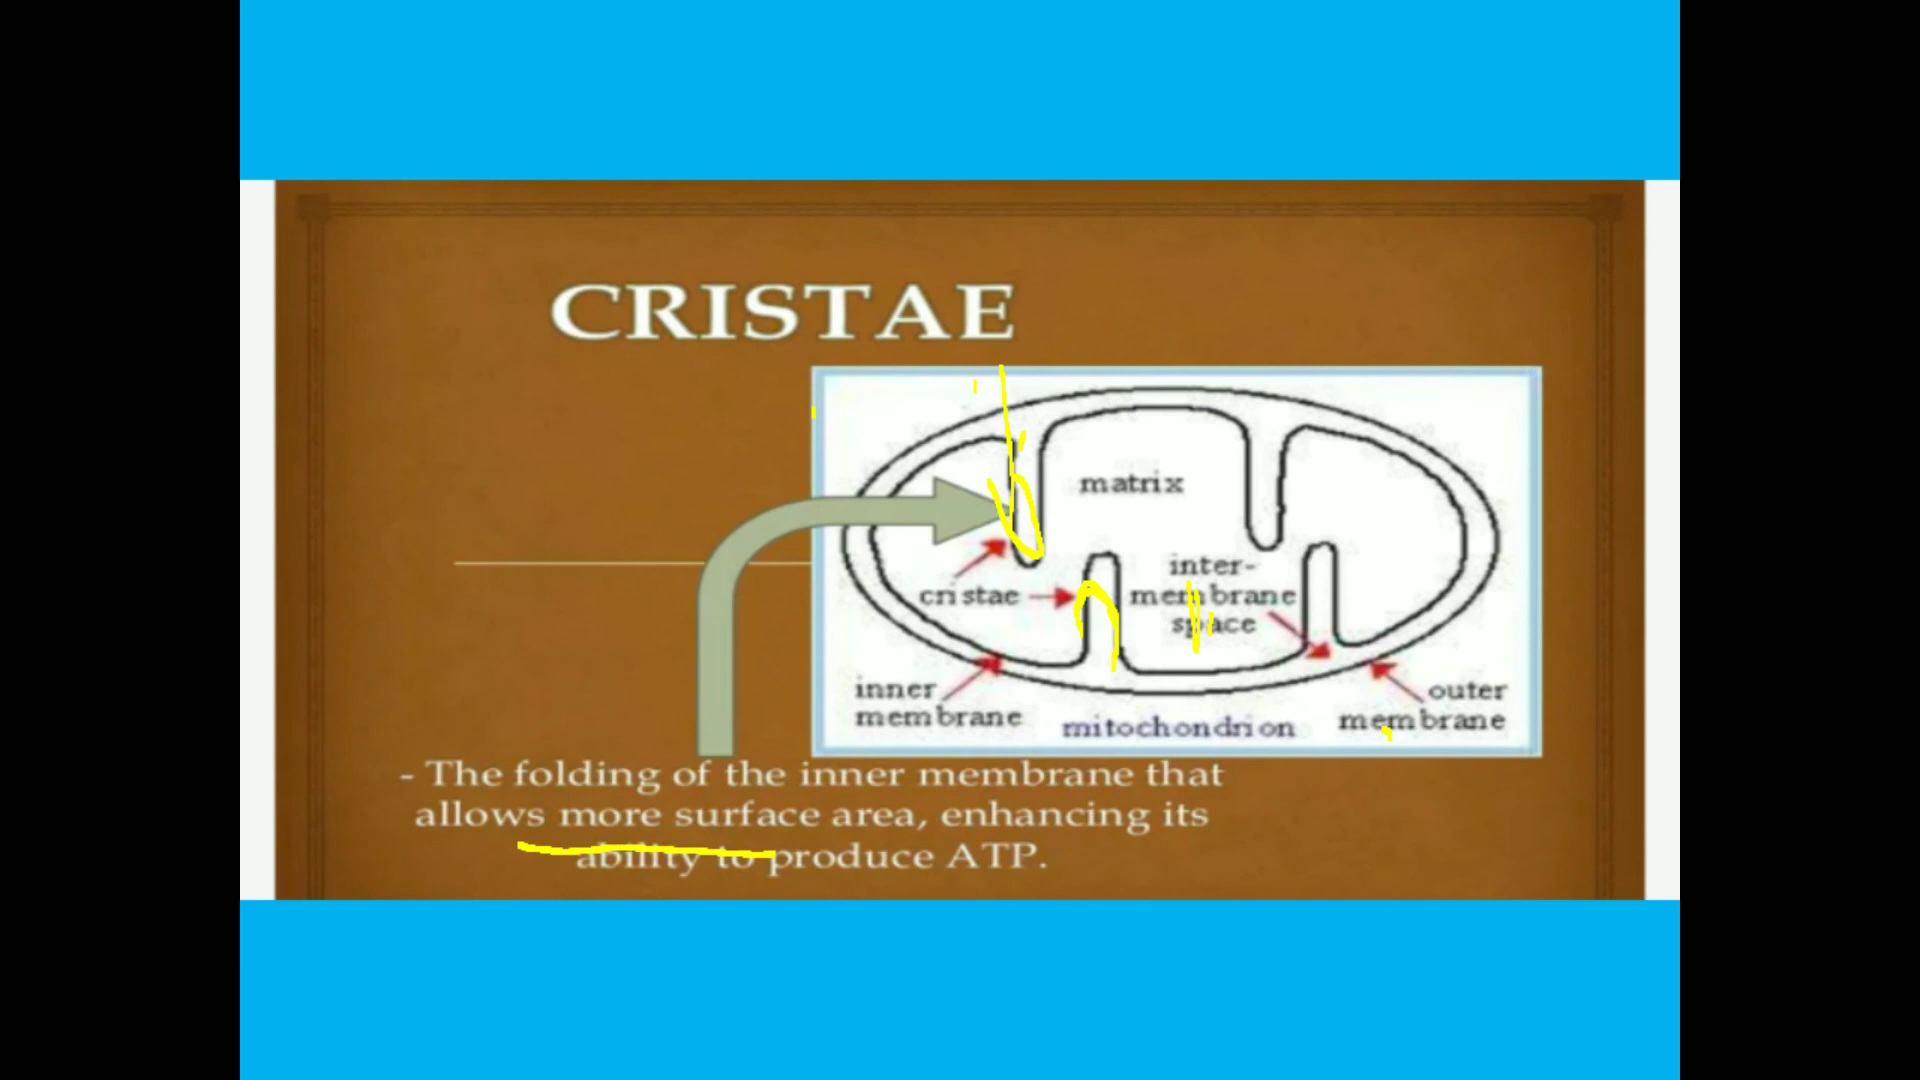 CRISTAE
matrix
inter-
cristae
membrane
space
inner
membrane
outer
membrane
mitochondrion
- The folding of the inner membrane that
allows more surface area, enhancing its
ability to produce ATP.